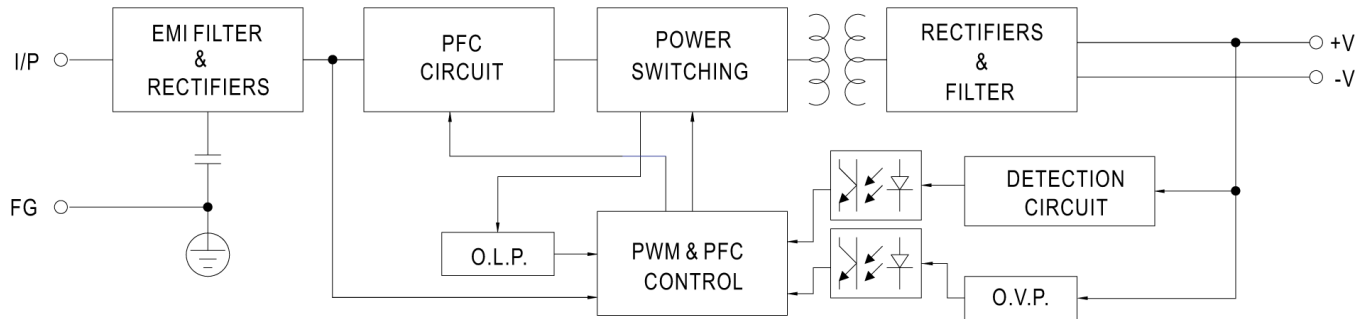 I/P
EMI FILTER
&
RECTIFIERS
PFC
CIRCUIT
POWER
SWITCHING
RECTIFIERS
&
FILTER
+V
-V
FG
O.L.P.
PWM & PFC
CONTROL
DETECTION
CIRCUIT
O.V.P.